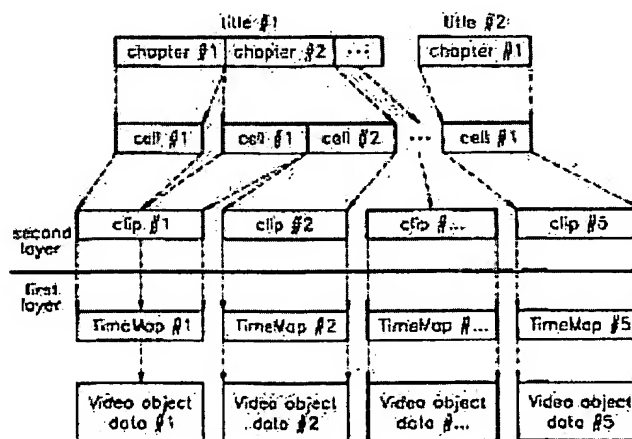 title #1 title #2
chapter #1 chapter #2 ... chapter #1
cell #1 cell #1 cell #2 ... cell #1
clip #1 clip #2 clip #... clip #5
second layer
first layer
TimeMap #1 TimeMap #2 TimeMap #... TimeMap #5
Video object data #1 Video object data #2 Video object data #... Video object data #5